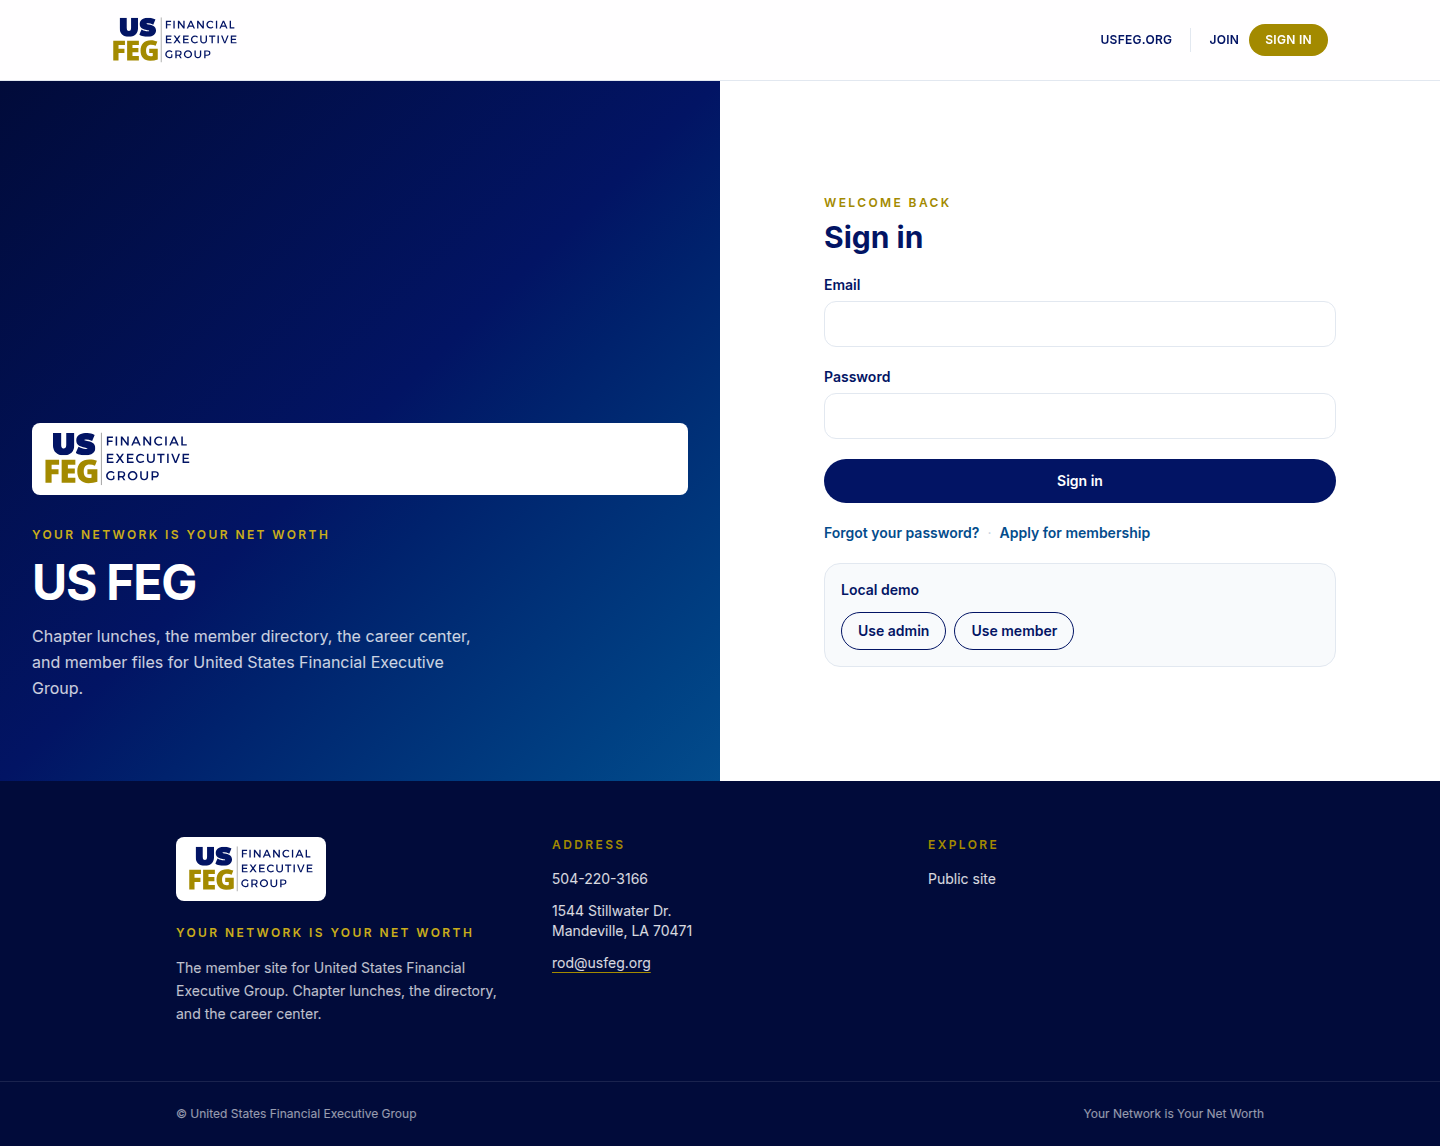 US FEG FINANCIAL EXECUTIVE GROUP
USFEG.ORG
JOIN
SIGN IN
US FEG FINANCIAL EXECUTIVE GROUP
YOUR NETWORK IS YOUR NET WORTH
US FEG
Chapter lunches, the member directory, the career center,
and member files for United States Financial Executive
Group.
WELCOME BACK
Sign in
Email
Password
Sign in
Forgot your password? · Apply for membership
Local demo
Use admin
Use member
US FEG FINANCIAL EXECUTIVE GROUP
YOUR NETWORK IS YOUR NET WORTH
The member site for United States Financial
Executive Group. Chapter lunches, the directory,
and the career center.
ADDRESS
504-220-3166
1544 Stillwater Dr.
Mandeville, LA 70471
rod@usfeg.org
EXPLORE
Public site
© United States Financial Executive Group
Your Network is Your Net Worth